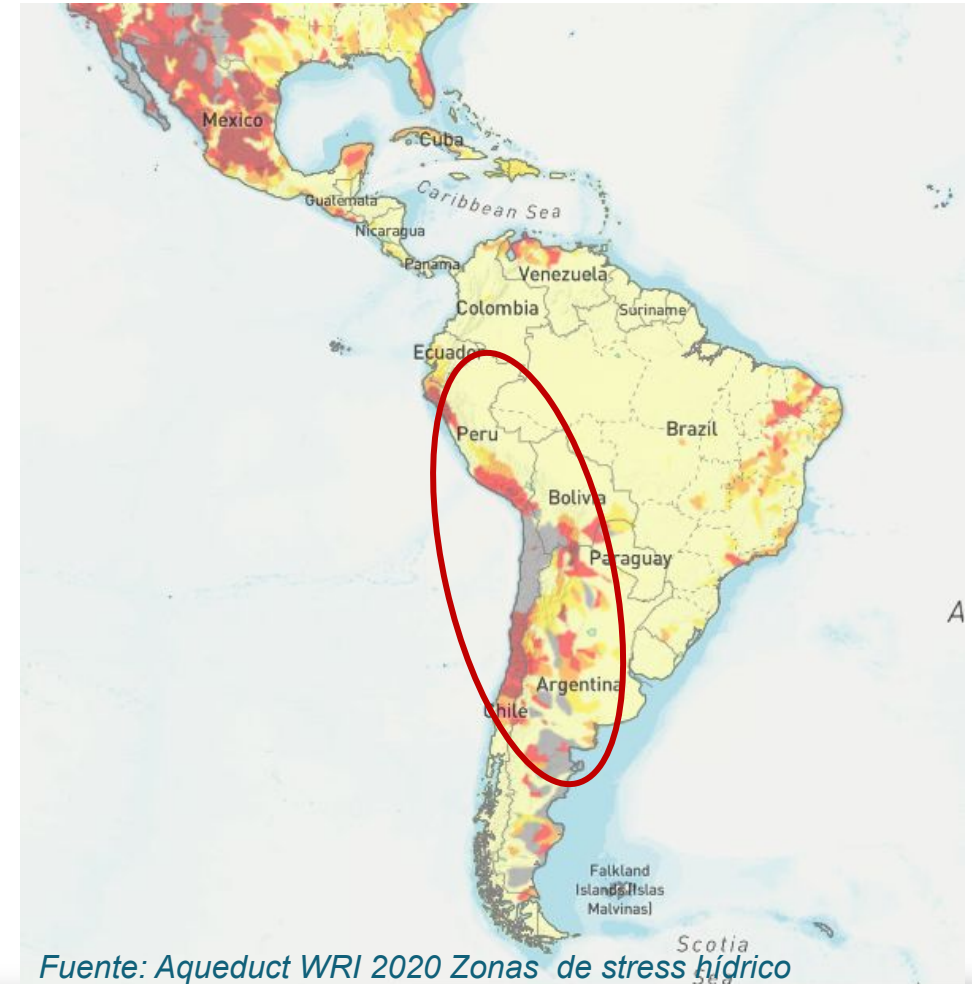 Mexico
Cuba
Guatemala
Caribbean Sea
Nicaragua
Panama
Venezuela
Colombia
Suriname
Ecuador
Peru
Brazil
Bolivia
Paraguay
A
Argentina
Chile
Falkland
Islands [Islas
Malvinas]
Scotia
Sea
Fuente: Aqueduct WRI 2020 Zonas de stress hídrico